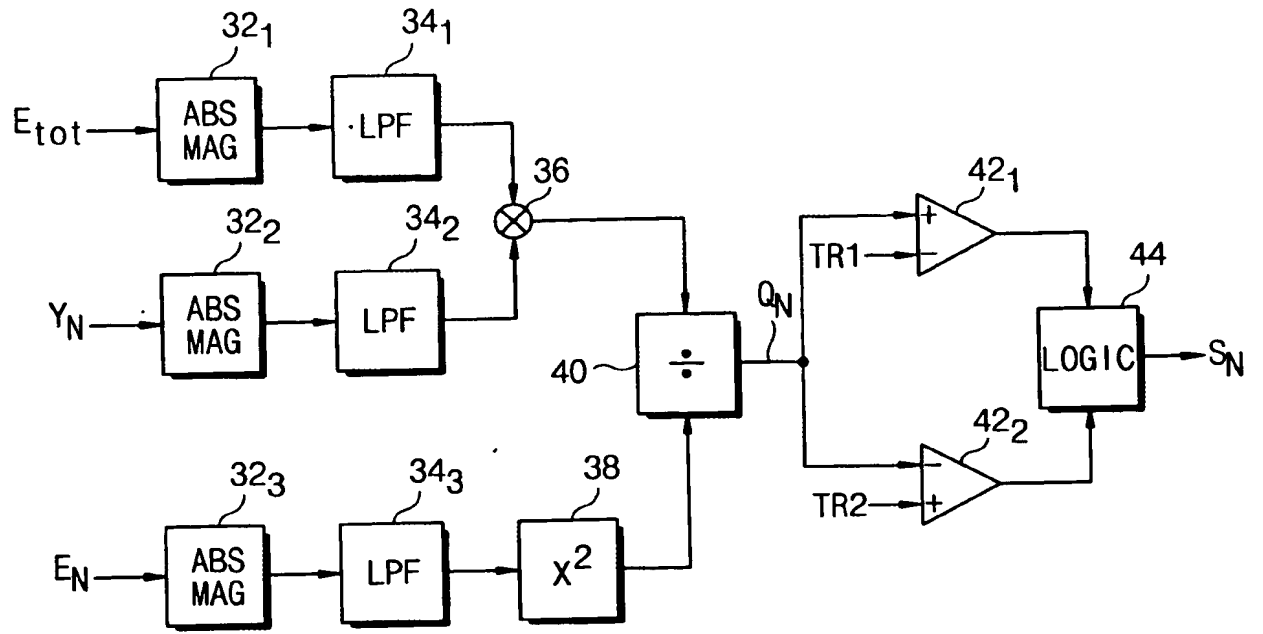 32₁
34₁
E_tot
ABS
MAG
LPF
36
32₂
34₂
Y_N
ABS
MAG
LPF
42₁
+
TR1
−
44
Q_N
40
÷
LOGIC
S_N
42₂
−
TR2
+
32₃
34₃
38
E_N
ABS
MAG
LPF
X²